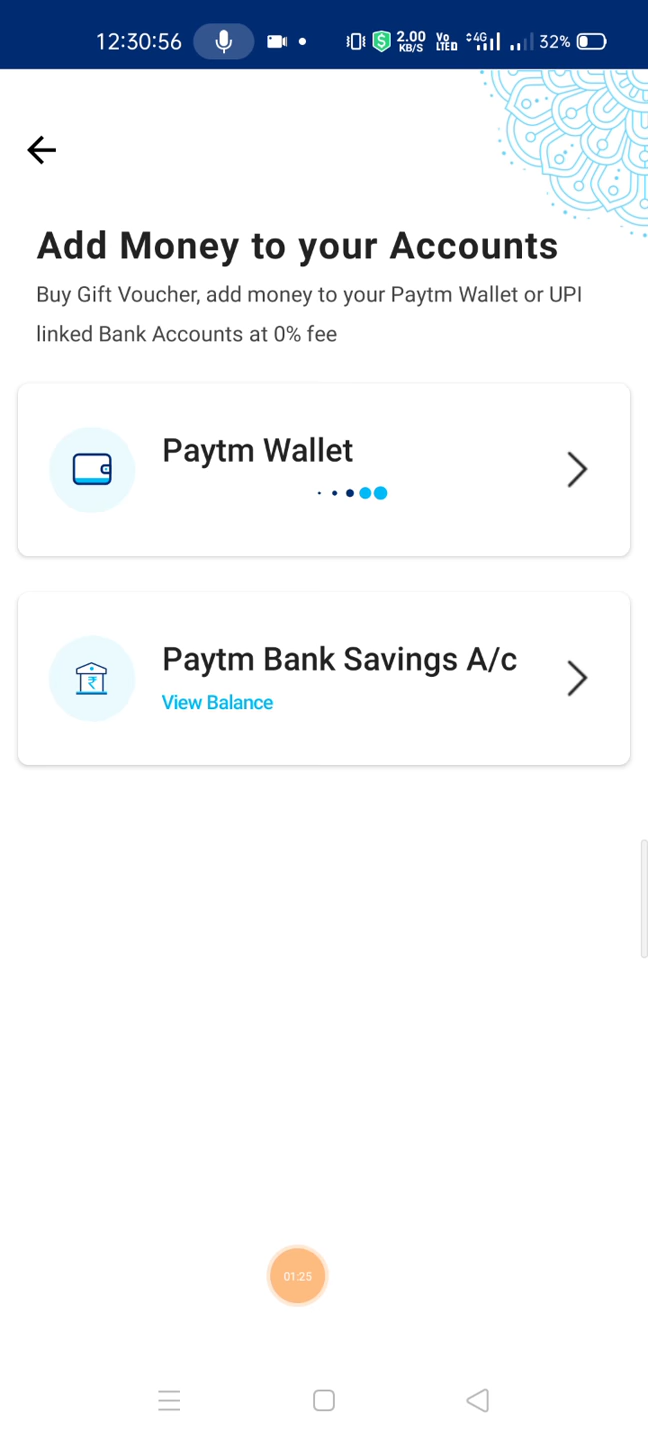 12:30:56 2.00 KB/S Vo LTED 4G 32%
Add Money to your Accounts
Buy Gift Voucher, add money to your Paytm Wallet or UPI
linked Bank Accounts at 0% fee
Paytm Wallet
Paytm Bank Savings A/c
₹
View Balance
01:25